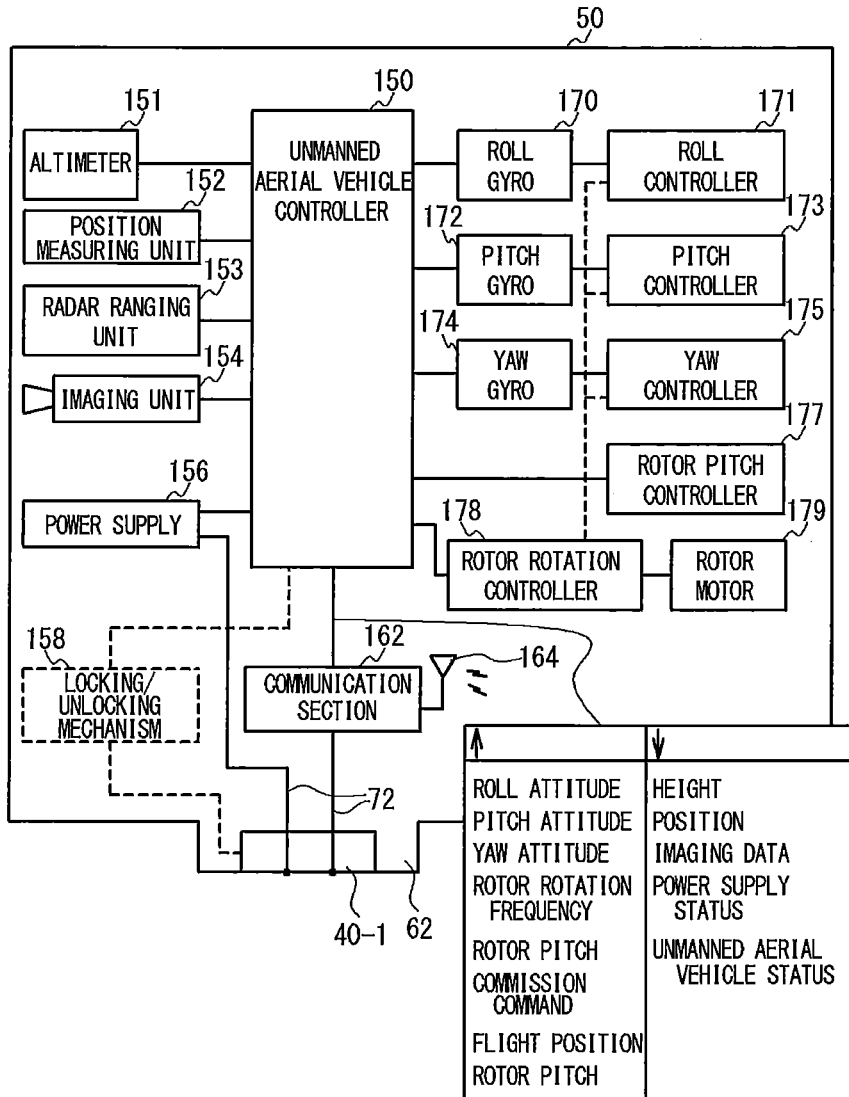 50
151
ALTIMETER
152
POSITION
MEASURING UNIT
153
RADAR RANGING
UNIT
154
IMAGING UNIT
156
POWER SUPPLY
158
LOCKING/
UNLOCKING
MECHANISM
150
UNMANNED
AERIAL VEHICLE
CONTROLLER
170
ROLL
GYRO
171
ROLL
CONTROLLER
172
PITCH
GYRO
173
PITCH
CONTROLLER
174
YAW
GYRO
175
YAW
CONTROLLER
177
ROTOR PITCH
CONTROLLER
178
ROTOR ROTATION
CONTROLLER
179
ROTOR
MOTOR
162
COMMUNICATION
SECTION
164
72
40-1
62
↑
ROLL ATTITUDE
PITCH ATTITUDE
YAW ATTITUDE
ROTOR ROTATION
FREQUENCY
ROTOR PITCH
COMMISSION
COMMAND
FLIGHT POSITION
ROTOR PITCH
↓
HEIGHT
POSITION
IMAGING DATA
POWER SUPPLY
STATUS
UNMANNED AERIAL
VEHICLE STATUS